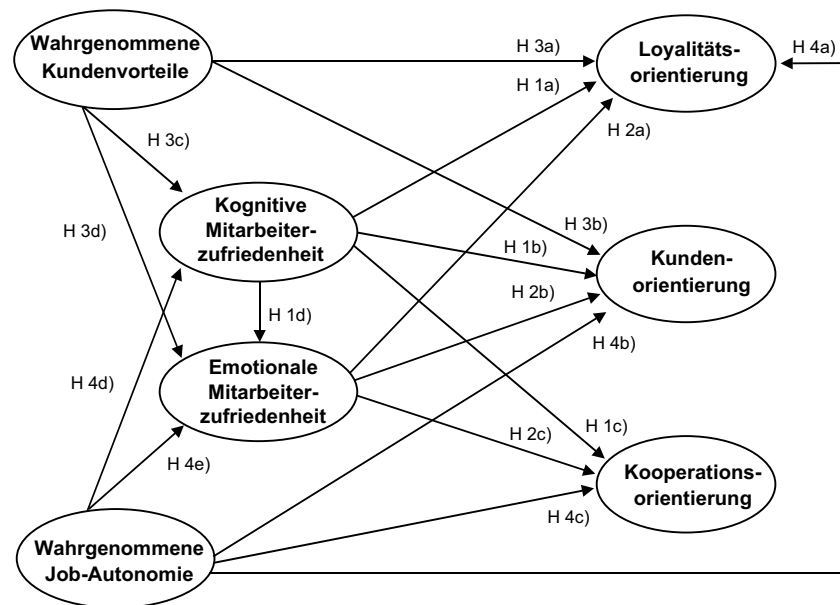 Wahrgenommene
Kundenvorteile
H 3a)
Loyalitäts-
orientierung
H 4a)
H 1a)
H 2a)
H 3c)
Kognitive
Mitarbeiter-
zufriedenheit
H 3d)
H 3b)
H 1b)
Kunden-
orientierung
H 2b)
H 1d)
H 4b)
Emotionale
Mitarbeiter-
zufriedenheit
H 4d)
H 1c)
H 2c)
H 4e)
Kooperations-
orientierung
H 4c)
Wahrgenommene
Job-Autonomie